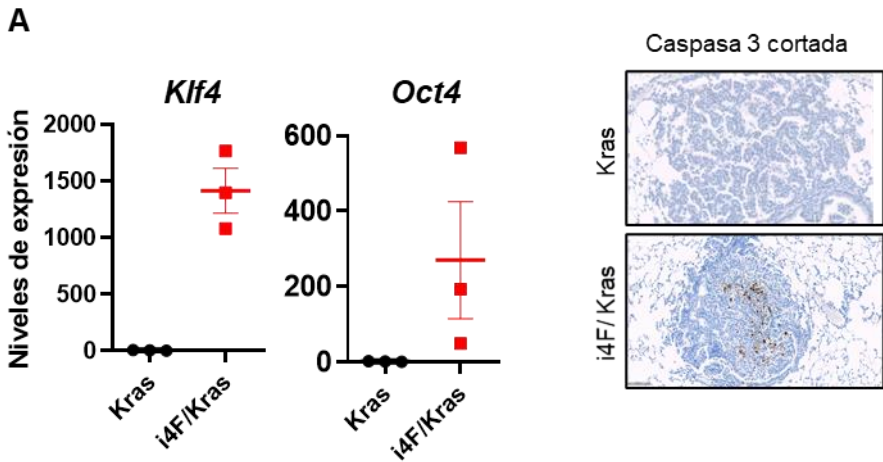 A
Klf4
Niveles de expresión
2000
1500
1000
500
0
Kras
i4F/Kras
Oct4
600
400
200
0
Kras
i4F/Kras
Caspasa 3 cortada
Kras
i4F/ Kras